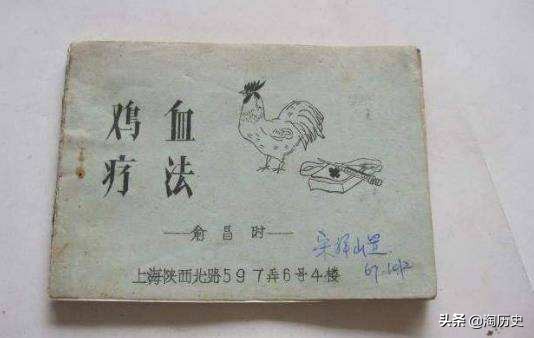 鸡血
疗法
——俞昌时——
上海陕西北路597弄6号4楼
头条 @淘历史